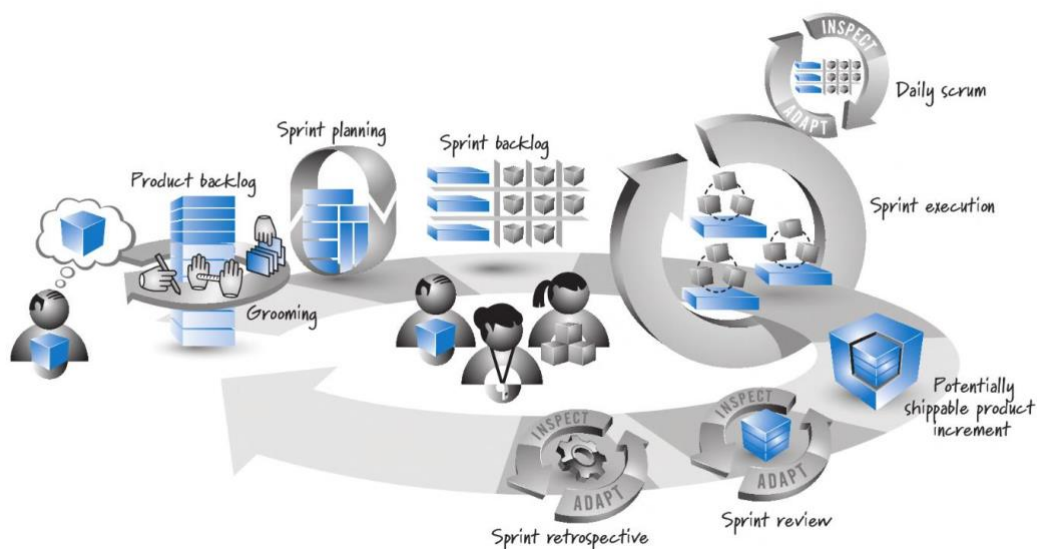 INSPECT
ADAPT
Daily scrum
Sprint planning
Sprint backlog
Product backlog
Sprint execution
Grooming
Potentially
shippable product
increment
INSPECT
ADAPT
Sprint review
INSPECT
ADAPT
Sprint retrospective